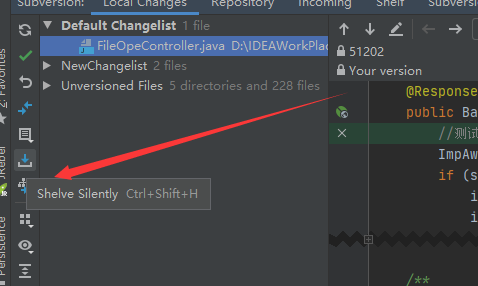 Subversion:
Local Changes
Repository
Incoming
Shelf
Default Changelist 1 file
FileOpeController.java D:\IDEAWorkPlac
NewChangelist 2 files
Unversioned Files 5 directories and 228 files
2: Favorites
JRebel
Persistence
Shelve Silently Ctrl+Shift+H
51202
Your version
@Response
public Ba
//测试
ImpAw
if (s
i
i
/**